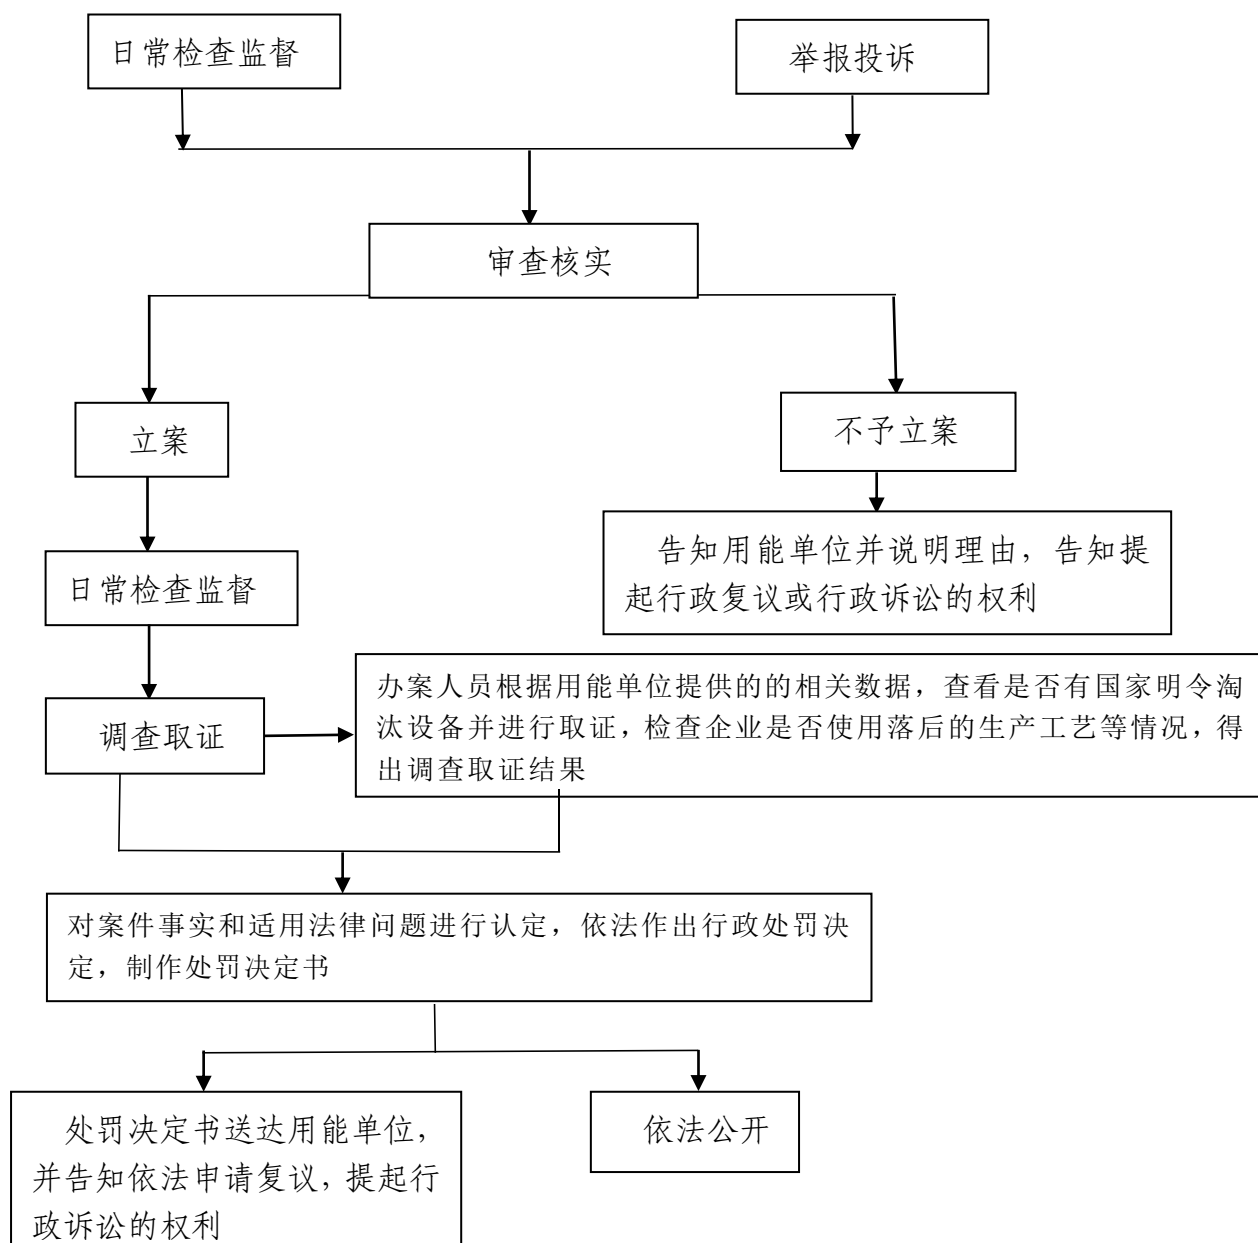 日常检查监督
举报投诉
审查核实
立案
不予立案
告知用能单位并说明理由，告知提
起行政复议或行政诉讼的权利
日常检查监督
调查取证
办案人员根据用能单位提供的的相关数据，查看是否有国家明令淘
汰设备并进行取证，检查企业是否使用落后的生产工艺等情况，得
出调查取证结果
对案件事实和适用法律问题进行认定，依法作出行政处罚决
定，制作处罚决定书
处罚决定书送达用能单位，
并告知依法申请复议，提起行
政诉讼的权利
依法公开